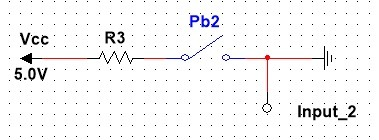 Pb2
Vcc
R3
5.0V
Input_2